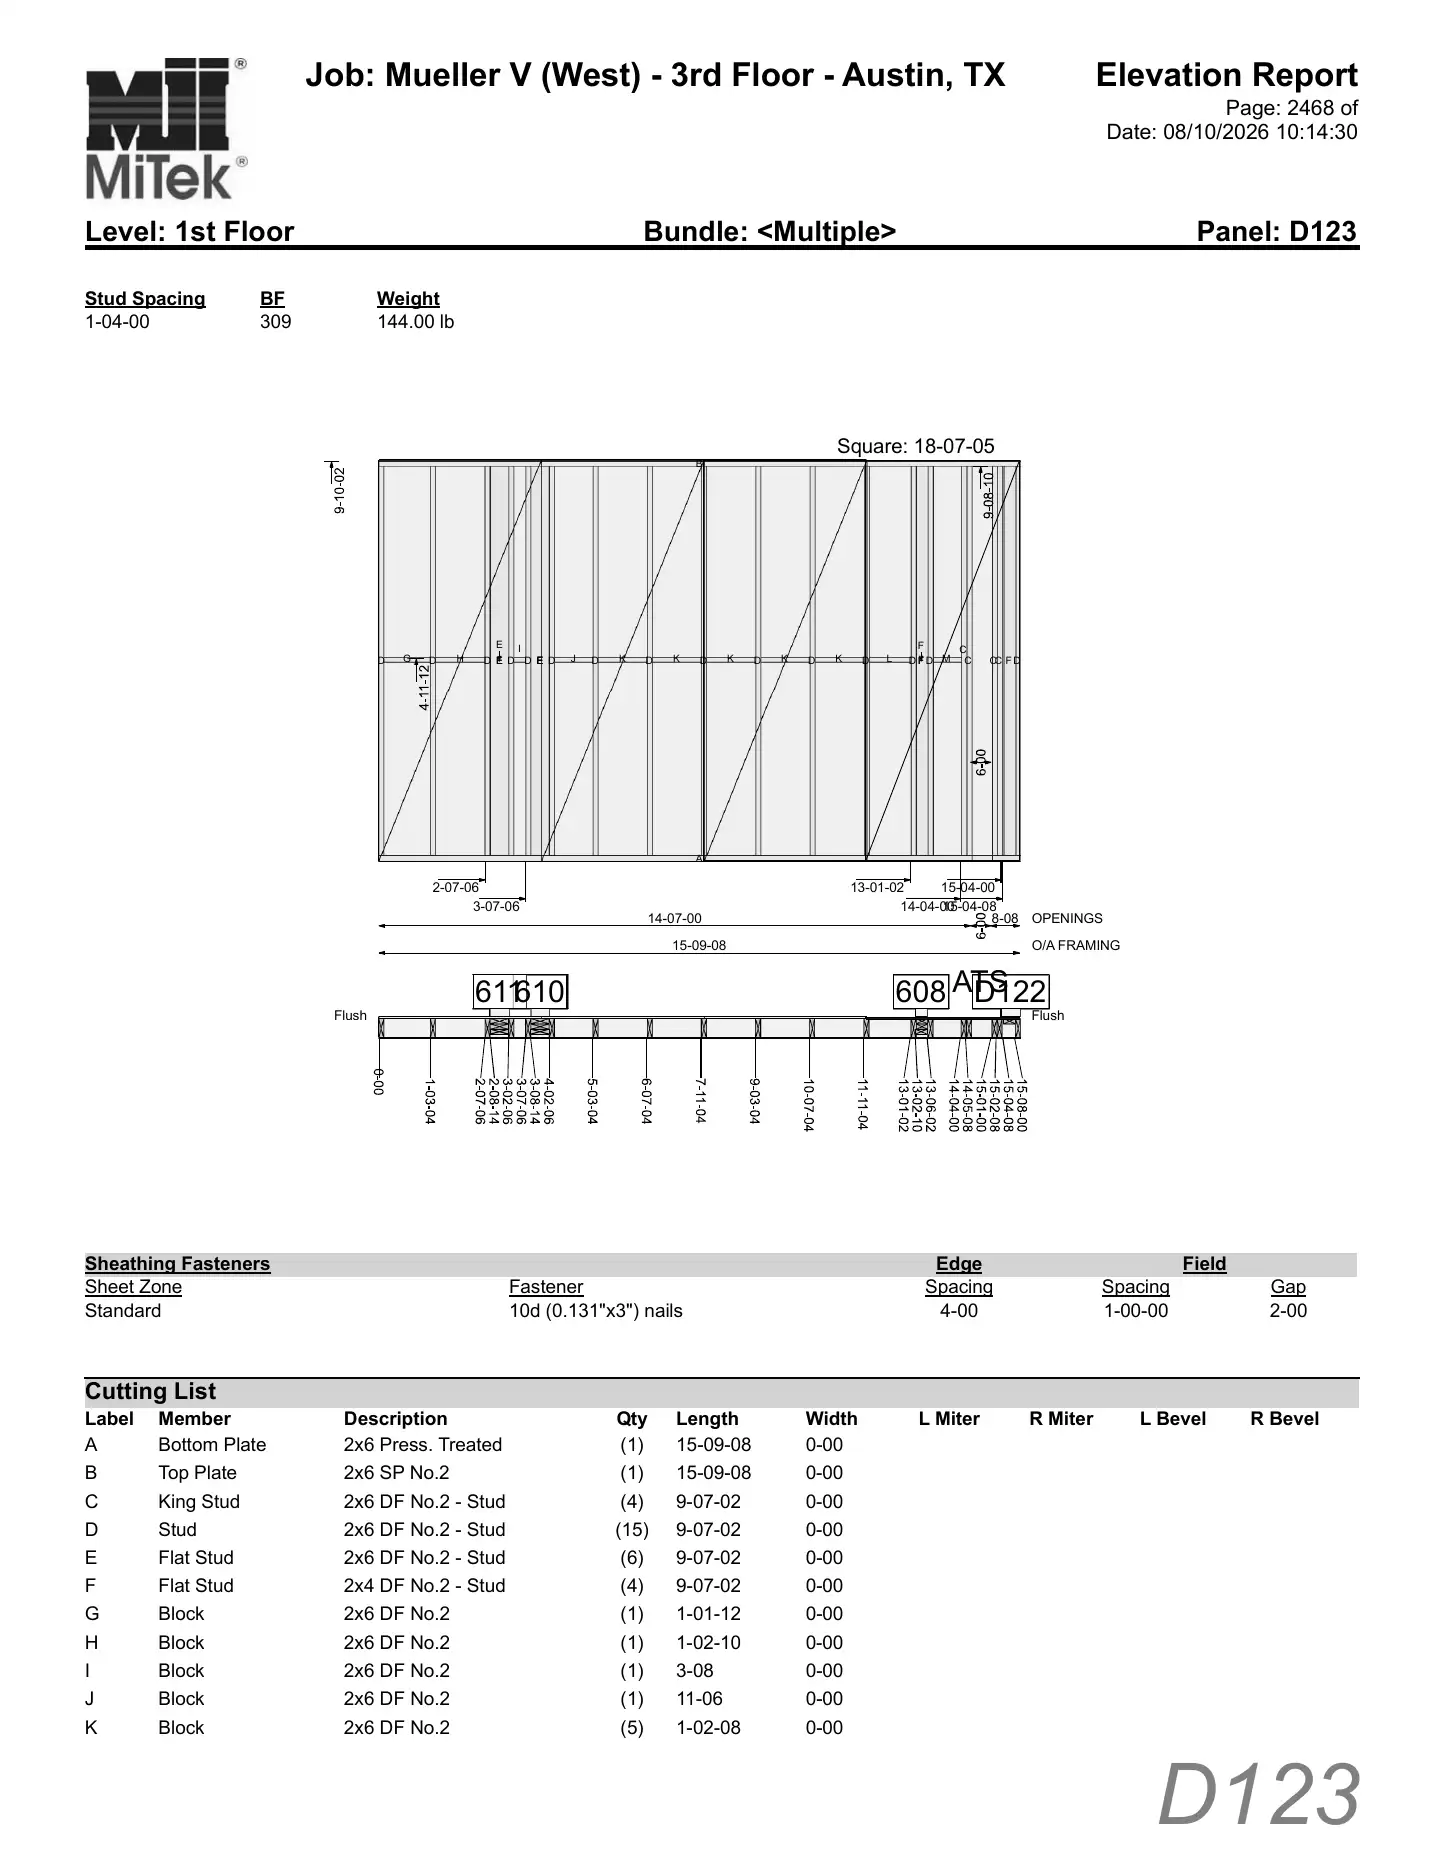 Job: Mueller V (West) - 3rd Floor - Austin, TX
Elevation Report
Page: 2468 of
Date: 08/10/2026 10:14:30
MiTek®
Level: 1st Floor Bundle: <Multiple> Panel: D123
Stud Spacing BF Weight
1-04-00 309 144.00 lb
Square: 18-07-05
9-10-02
9-08-10
B
E I F C
G D H D E D D E D J D K D K D K D K D K D L D F D M C C C F D
4-11-12
6-00
A
2-07-06 13-01-02 15-04-00
3-07-06 14-04-00 15-04-08
14-07-00 6-00 8-08 OPENINGS
15-09-08 O/A FRAMING
611 610 608 ATS D122
Flush Flush
0-00 1-03-04 2-07-06 2-08-14 3-02-06 3-07-06 3-08-14 4-02-06 5-03-04 6-07-04 7-11-04 9-03-04 10-07-04 11-11-04 13-01-02 13-02-10 13-06-02 14-04-00 14-05-08 15-01-00 15-02-08 15-04-08 15-08-00
Sheathing Fasteners Edge Field
Sheet Zone Fastener Spacing Spacing Gap
Standard 10d (0.131"x3") nails 4-00 1-00-00 2-00
Cutting List
Label Member Description Qty Length Width L Miter R Miter L Bevel R Bevel
A Bottom Plate 2x6 Press. Treated (1) 15-09-08 0-00
B Top Plate 2x6 SP No.2 (1) 15-09-08 0-00
C King Stud 2x6 DF No.2 - Stud (4) 9-07-02 0-00
D Stud 2x6 DF No.2 - Stud (15) 9-07-02 0-00
E Flat Stud 2x6 DF No.2 - Stud (6) 9-07-02 0-00
F Flat Stud 2x4 DF No.2 - Stud (4) 9-07-02 0-00
G Block 2x6 DF No.2 (1) 1-01-12 0-00
H Block 2x6 DF No.2 (1) 1-02-10 0-00
I Block 2x6 DF No.2 (1) 3-08 0-00
J Block 2x6 DF No.2 (1) 11-06 0-00
K Block 2x6 DF No.2 (5) 1-02-08 0-00
D123